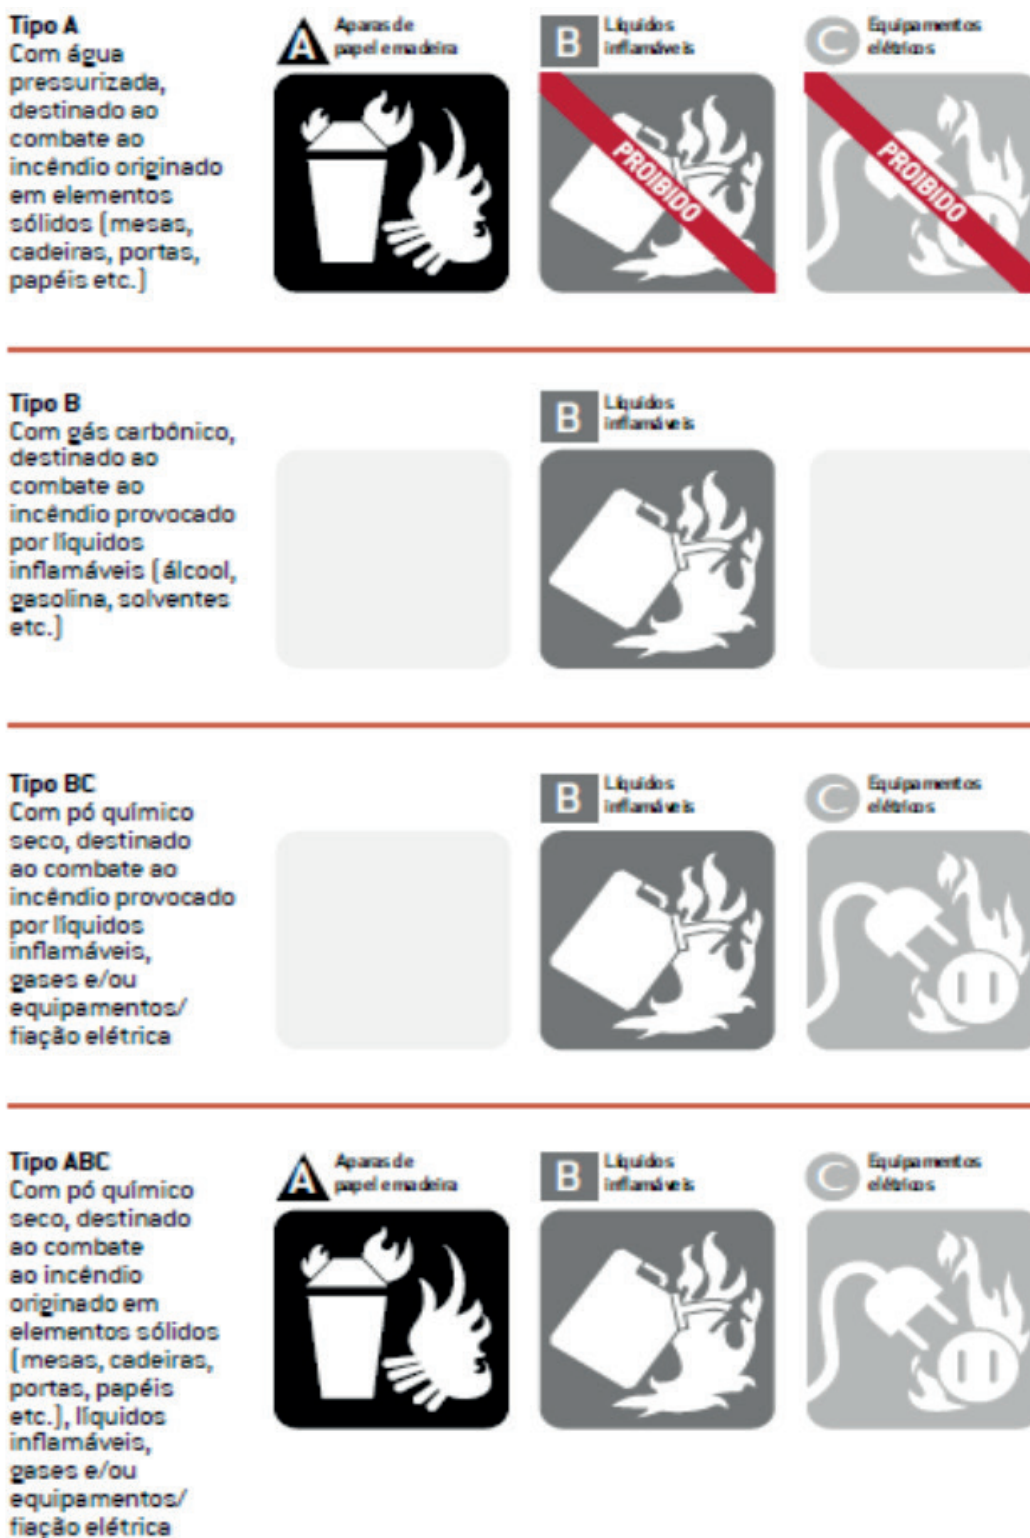 Tipo A
Com água
pressurizada,
destinado ao
combate ao
incêndio originado
em elementos
sólidos [mesas,
cadeiras, portas,
papéis etc.]
A
Aparas de
papel e madeira
B
Líquidos
inflamáveis
C
Equipamentos
elétricos
PROIBIDO
PROIBIDO
Tipo B
Com gás carbônico,
destinado ao
combate ao
incêndio provocado
por líquidos
inflamáveis [álcool,
gasolina, solventes
etc.]
B
Líquidos
inflamáveis
Tipo BC
Com pó químico
seco, destinado
ao combate ao
incêndio provocado
por líquidos
inflamáveis,
gases e/ou
equipamentos/
fiação elétrica
B
Líquidos
inflamáveis
C
Equipamentos
elétricos
Tipo ABC
Com pó químico
seco, destinado
ao combate
ao incêndio
originado em
elementos sólidos
[mesas, cadeiras,
portas, papéis
etc.], líquidos
inflamáveis,
gases e/ou
equipamentos/
fiação elétrica
A
Aparas de
papel e madeira
B
Líquidos
inflamáveis
C
Equipamentos
elétricos